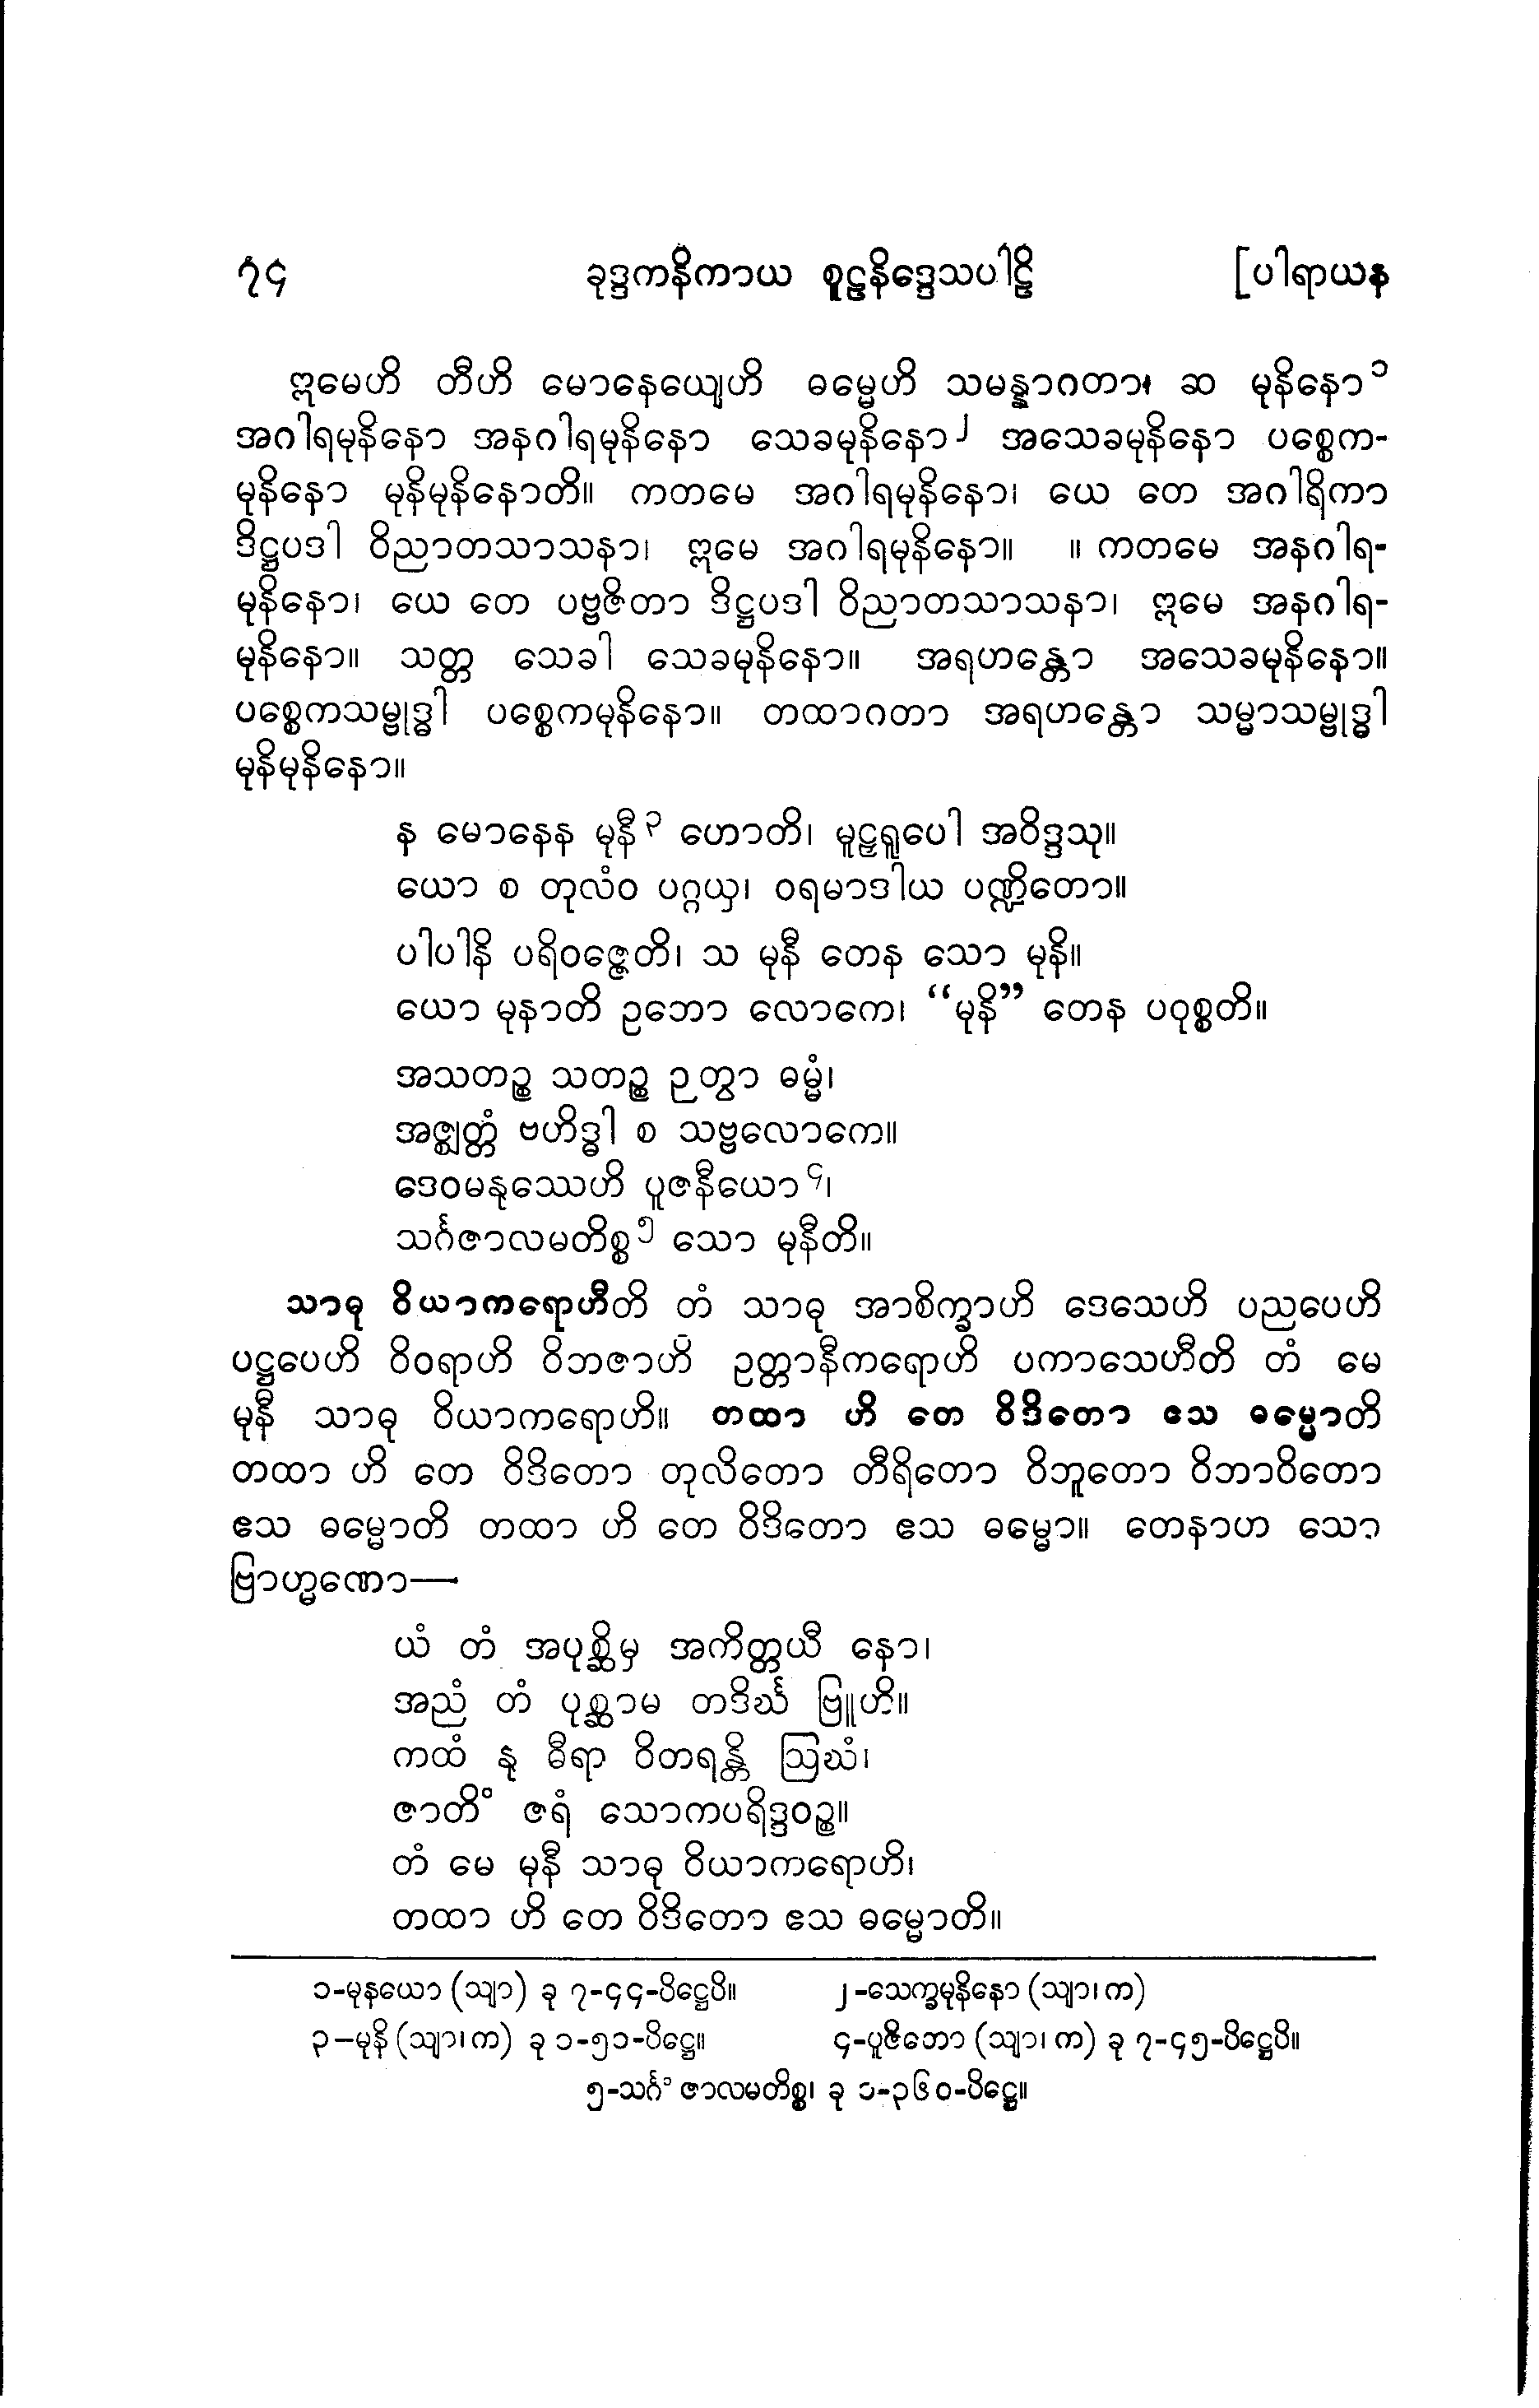 ၇၄ ခုဒ္ဒကနိကာယ စူဠနိဒ္ဒေသပါဠိ [ပါရာယန
ဣမေဟိ တီဟိ မောနေယျေဟိ ဓမ္မေဟိ သမန္နာဂတာ၊ ဆ မုနိနော၁
အဂါရမုနိနော အနဂါရမုနိနော သေခမုနိနော၂ အသေခမုနိနော ပစ္စေက-
မုနိနော မုနိမုနိနောတိ။ ကတမေ အဂါရမုနိနော၊ ယေ တေ အဂါရိကာ
ဒိဋ္ဌပဒါ ဝိညာတသာသနာ၊ ဣမေ အဂါရမုနိနော။ ။ ကတမေ အနဂါရ-
မုနိနော၊ ယေ တေ ပဗ္ဗဇိတာ ဒိဋ္ဌပဒါ ဝိညာတသာသနာ၊ ဣမေ အနဂါရ-
မုနိနော။ သတ္တ သေခါ သေခမုနိနော။ အရဟန္တော အသေခမုနိနော။
ပစ္စေကသမ္ဗုဒ္ဓါ ပစ္စေကမုနိနော။ တထာဂတာ အရဟန္တော သမ္မာသမ္ဗုဒ္ဓါ
မုနိမုနိနော။
န မောနေန မုနီ၃ ဟောတိ၊ မူဠှရူပေါ အဝိဒ္ဒသု။
ယော စ တုလံဝ ပဂ္ဂယှ၊ ဝရမာဒါယ ပဏ္ဍိတော။
ပါပါနိ ပရိဝဇ္ဇေတိ၊ သ မုနီ တေန သော မုနိ။
ယော မုနာတိ ဥဘော လောကေ၊ “မုနိ” တေန ပဝုစ္စတိ။
အသတဉ္စ သတဉ္စ ဉတွာ ဓမ္မံ၊
အဇ္ဈတ္တံ ဗဟိဒ္ဓါ စ သဗ္ဗလောကေ။
ဒေဝမနုဿေဟိ ပူဇနီယော၄၊
သင်္ဂဇာလမတိစ္စ၅ သော မုနီတိ။
သာဓု ဝိယာကရောဟီတိ တံ သာဓု အာစိက္ခာဟိ ဒေသေဟိ ပညပေဟိ
ပဋ္ဌပေဟိ ဝိဝရာဟိ ဝိဘဇာဟိ ဥတ္တာနီကရောဟိ ပကာသေဟီတိ တံ မေ
မုနီ သာဓု ဝိယာကရောဟိ။ တထာ ဟိ တေ ဝိဒိတော ဧသ ဓမ္မောတိ
တထာ ဟိ တေ ဝိဒိတော တုလိတော တီရိတော ဝိဘူတော ဝိဘာဝိတော
ဧသ ဓမ္မောတိ တထာ ဟိ တေ ဝိဒိတော ဧသ ဓမ္မော။ တေနာဟ သော
ဗြာဟ္မဏော—
ယံ တံ အပုစ္ဆိမှ အကိတ္တယီ နော၊
အညံ တံ ပုစ္ဆာမ တဒိင်္ဃ ဗြူဟိ။
ကထံ နု ဓီရာ ဝိတရန္တိ ဩဃံ၊
ဇာတိံ ဇရံ သောကပရိဒ္ဒဝဉ္စ။
တံ မေ မုနီ သာဓု ဝိယာကရောဟိ၊
တထာ ဟိ တေ ဝိဒိတော ဧသ ဓမ္မောတိ။
၁-မုနယော (သျာ) ခု ၇-၄၄-ပိဋ္ဌေပိ။ ၂-သေက္ခမုနိနော (သျာ၊ က)
၃–မုနိ (သျာ၊ က) ခု ၁-၅၁-ပိဋ္ဌေ။ ၄-ပူဇိတော (သျာ၊ က) ခု ၇-၄၅-ပိဋ္ဌေပိ။
၅-သင်္ဂံ ဇာလမတိစ္စ၊ ခု ၁-၃၆၀-ပိဋ္ဌေ။